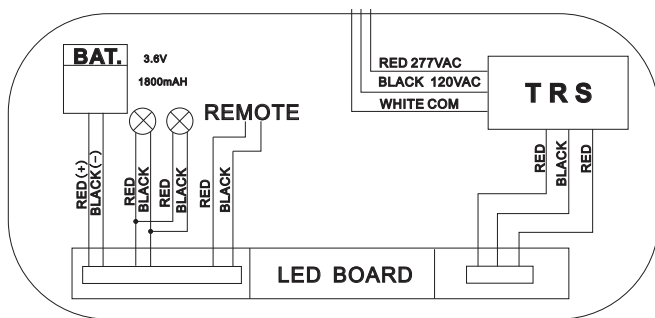 BAT.
3.6V
1800mAH
REMOTE
RED 277VAC
BLACK 120VAC
WHITE COM
TRS
RED(+)
BLACK(-)
RED
BLACK
RED
BLACK
RED
BLACK
RED
BLACK
RED
LED BOARD